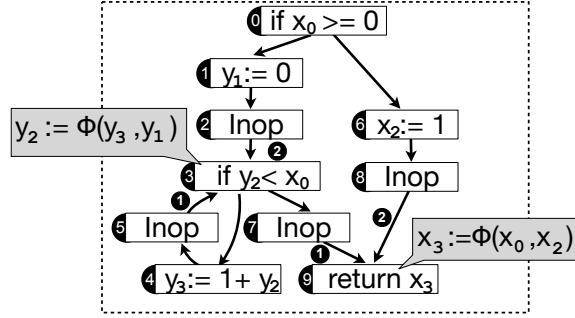 0 if x₀ >= 0
1 y₁:= 0
y₂ := Φ(y₃ ,y₁ )
2 Inop
6 x₂:= 1
2
3 if y₂< x₀
8 Inop
1
5 Inop
7 Inop
2
1
x₃:=Φ(x₀ ,x₂)
4 y₃:= 1+ y₂
9 return x₃